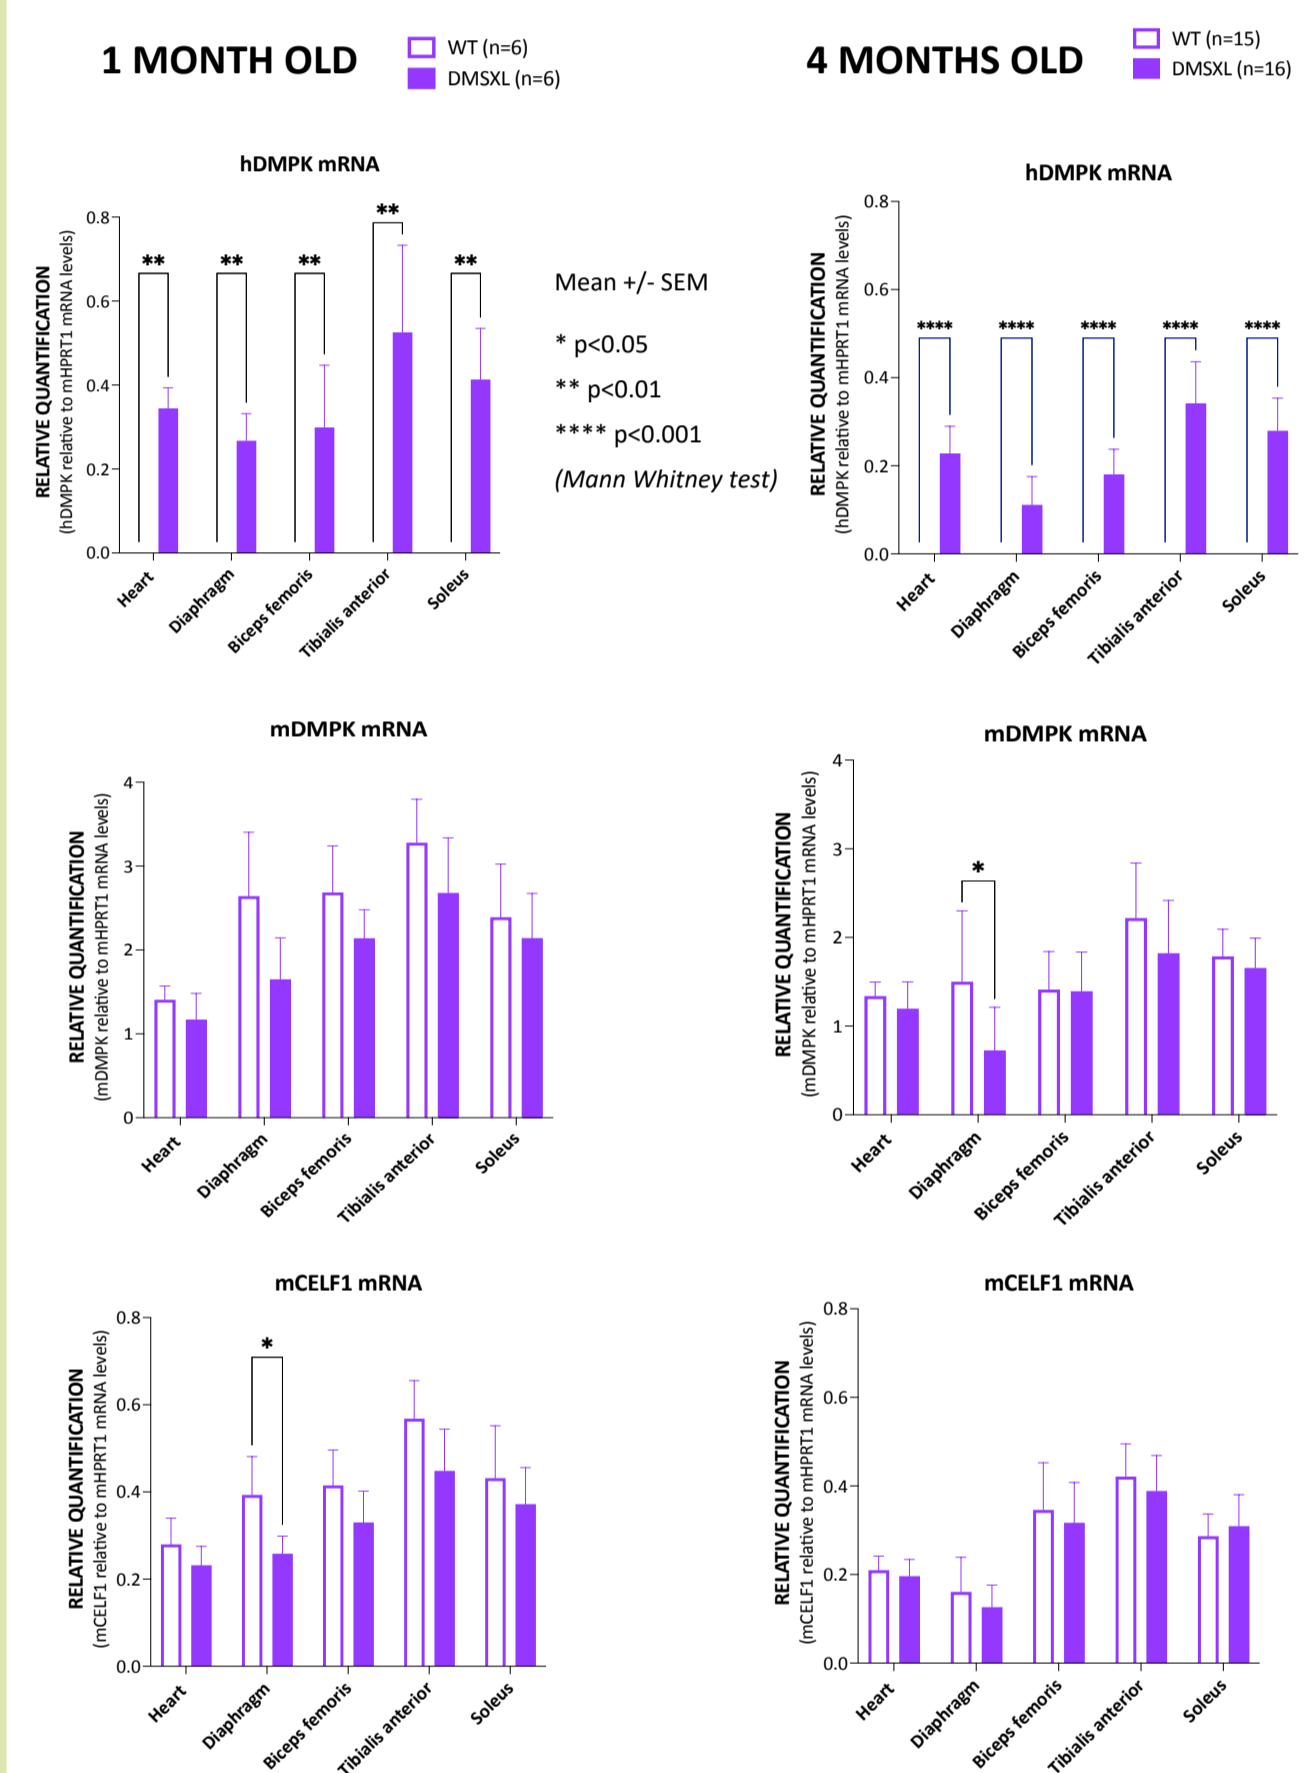 1 MONTH OLD
WT (n=6)
DMSXL (n=6)
4 MONTHS OLD
WT (n=15)
DMSXL (n=16)
hDMPK mRNA
RELATIVE QUANTIFICATION
(hDMPK relative to mHPRT1 mRNA levels)
0.8
0.6
0.4
0.2
0.0
**
**
**
**
**
Heart
Diaphragm
Biceps femoris
Tibialis anterior
Soleus
Mean +/- SEM
* p<0.05
** p<0.01
**** p<0.001
(Mann Whitney test)
hDMPK mRNA
RELATIVE QUANTIFICATION
(hDMPK relative to mHPRT1 mRNA levels)
0.8
0.6
0.4
0.2
0.0
****
****
****
****
****
Heart
Diaphragm
Biceps femoris
Tibialis anterior
Soleus
mDMPK mRNA
RELATIVE QUANTIFICATION
(mDMPK relative to mHPRT1 mRNA levels)
4
3
2
1
0
Heart
Diaphragm
Biceps femoris
Tibialis anterior
Soleus
mDMPK mRNA
RELATIVE QUANTIFICATION
(mDMPK relative to mHPRT1 mRNA levels)
4
3
2
1
0
*
Heart
Diaphragm
Biceps femoris
Tibialis anterior
Soleus
mCELF1 mRNA
RELATIVE QUANTIFICATION
(mCELF1 relative to mHPRT1 mRNA levels)
0.8
0.6
0.4
0.2
0.0
*
Heart
Diaphragm
Biceps femoris
Tibialis anterior
Soleus
mCELF1 mRNA
RELATIVE QUANTIFICATION
(mCELF1 relative to mHPRT1 mRNA levels)
0.8
0.6
0.4
0.2
0.0
Heart
Diaphragm
Biceps femoris
Tibialis anterior
Soleus